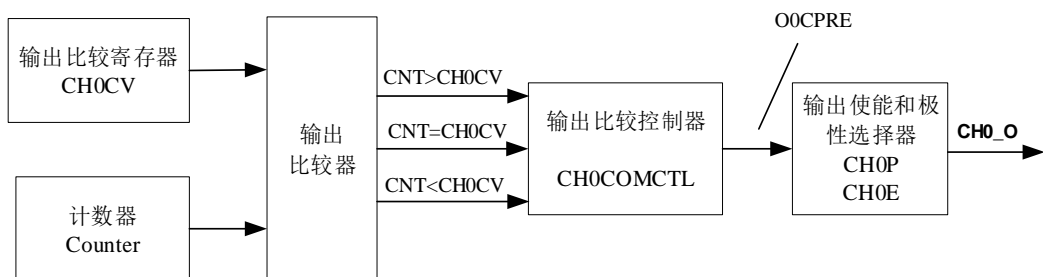 O0CPRE
输出比较寄存器
CH0CV
计数器
Counter
输出
比较器
CNT>CH0CV
CNT=CH0CV
CNT<CH0CV
输出比较控制器
CH0COMCTL
输出使能和极
性选择器
CH0P
CH0E
CH0_O